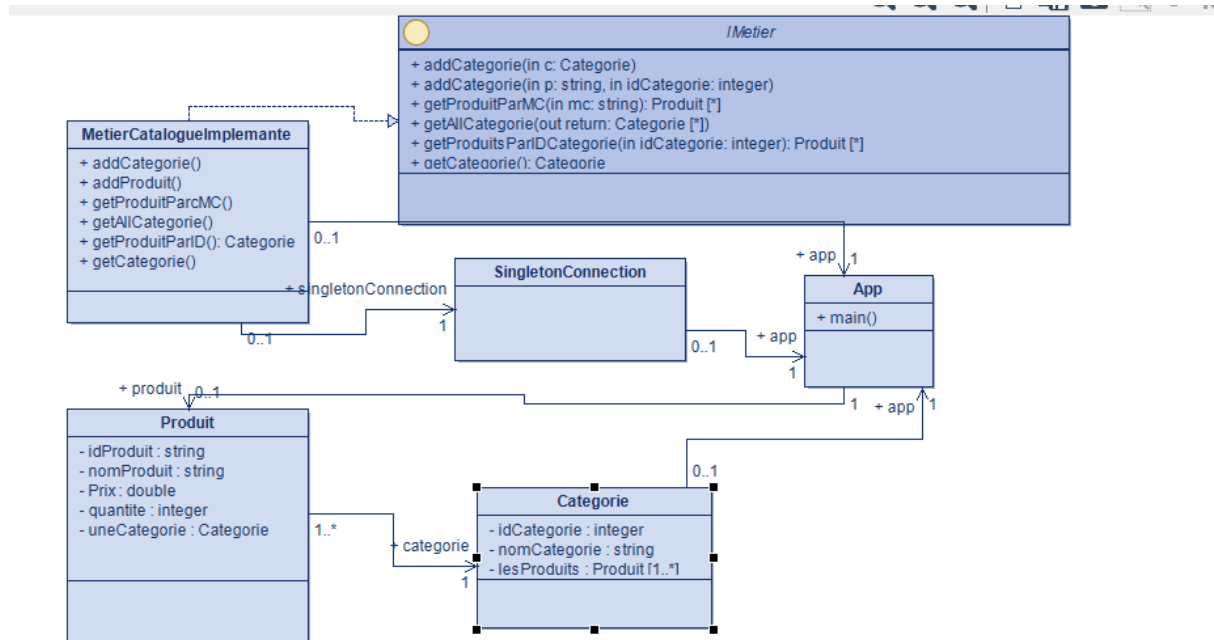 IMetier
+ addCategorie(in c: Categorie)
+ addCategorie(in p: string, in idCategorie: integer)
+ getProduitParMC(in mc: string): Produit [*]
+ getAllCategorie(out return: Categorie [*])
+ getProduitsParIDCategorie(in idCategorie: integer): Produit [*]
+ getCategorie(): Categorie
MetierCatalogueImplemante
+ addCategorie()
+ addProduit()
+ getProduitParcMC()
+ getAllCategorie()
+ getProduitParID(): Categorie
+ getCategorie()
0..1
+ app
1
+ singletonConnection
1
0..1
SingletonConnection
0..1
+ app
1
App
+ main()
+ produit
0..1
1
+ app
1
Produit
- idProduit : string
- nomProduit : string
- Prix : double
- quantite : integer
- uneCategorie : Categorie
1..*
+ categorie
1
0..1
Categorie
- idCategorie : integer
- nomCategorie : string
- lesProduits : Produit [1..*]